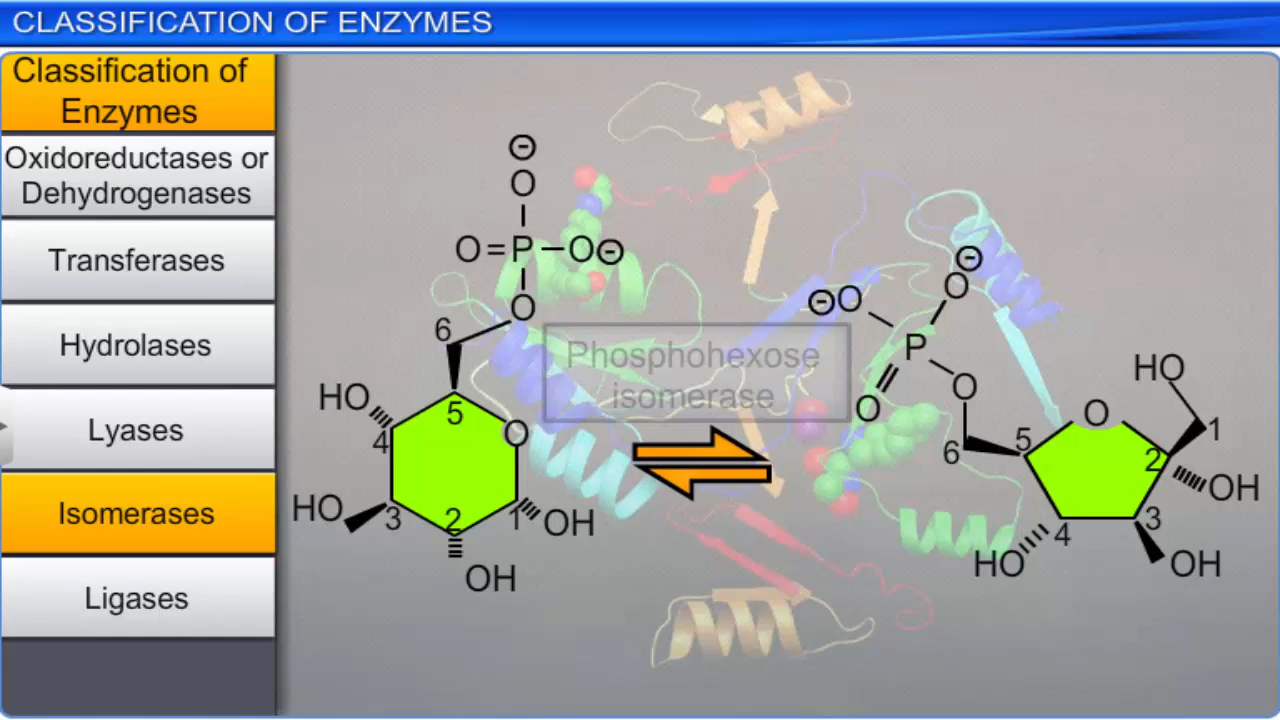 CLASSIFICATION OF ENZYMES
Classification of
Enzymes
Oxidoreductases or
Dehydrogenases
Transferases
Hydrolases
Lyases
Isomerases
Ligases
⊖
O
O=P–O⊖
O
6
HO
5
O
4
HO
3
2
1
OH
OH
Phosphohexose
isomerase
⊖
O
⊖O
P
O
O
HO
O
1
5
6
2
OH
3
4
HO
OH